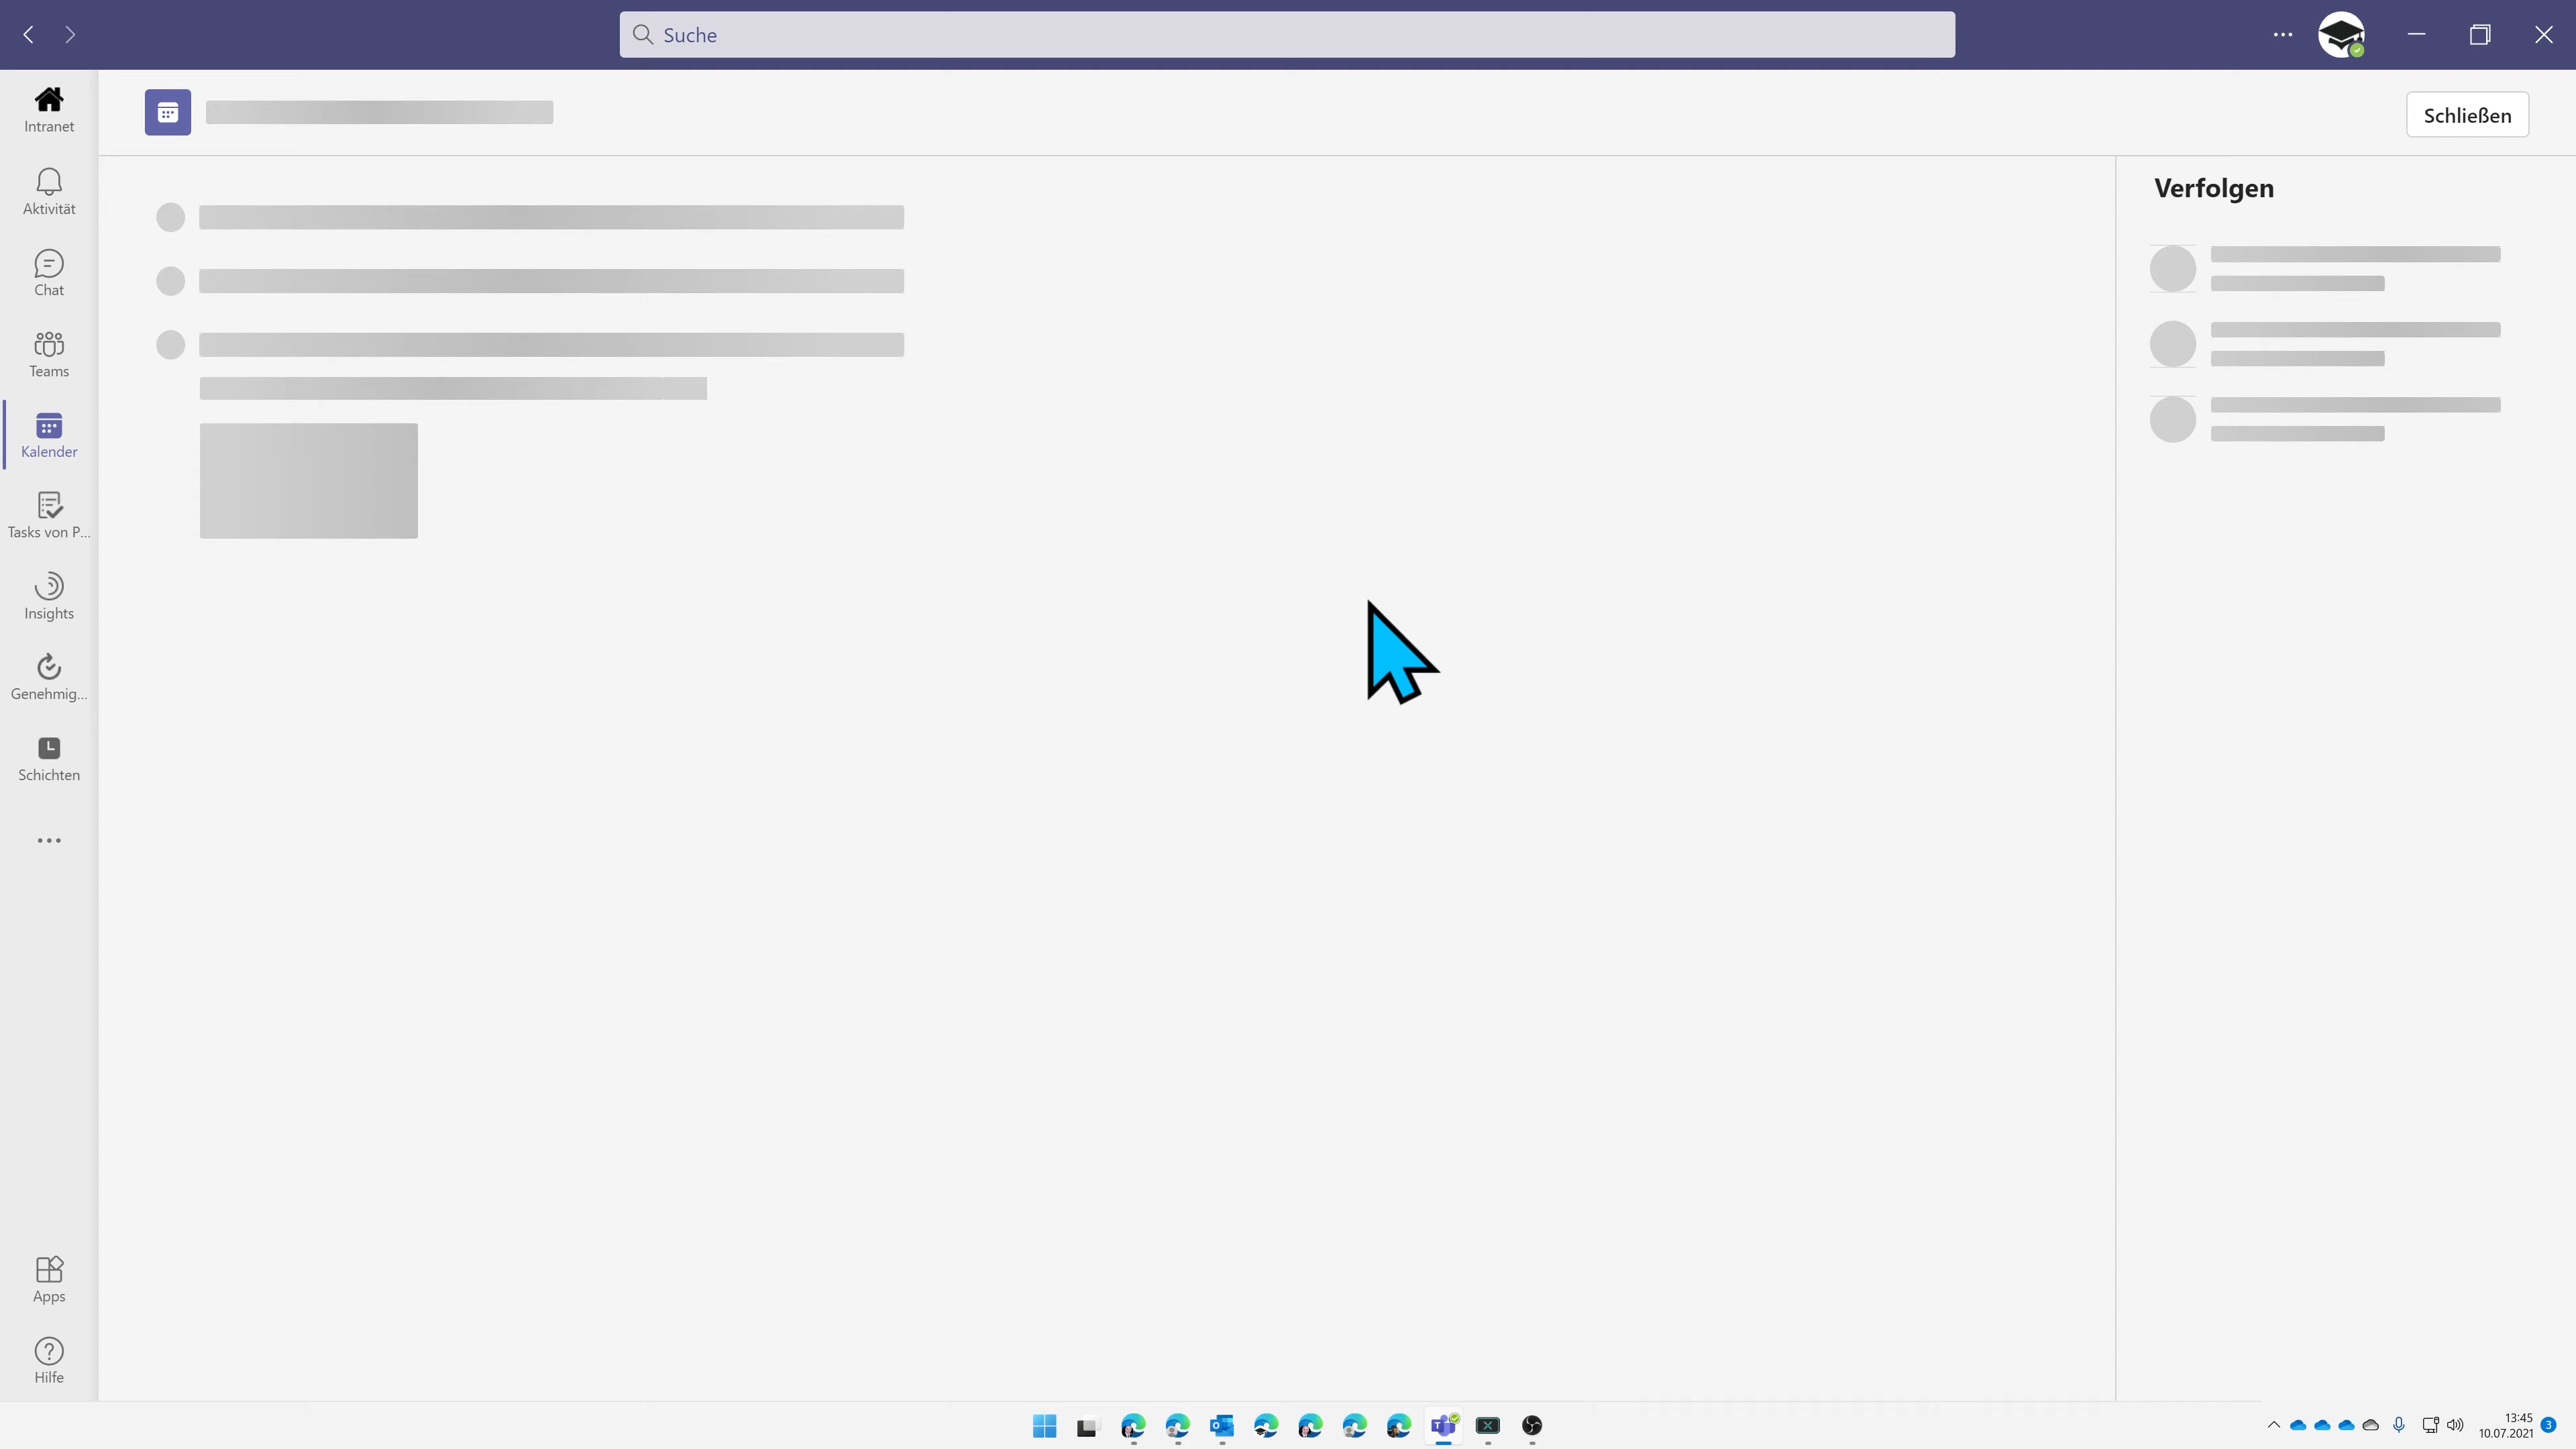 Suche
Intranet
Schließen
Aktivität
Verfolgen
Chat
Teams
Kalender
Tasks von P...
Insights
Genehmig...
Schichten
Apps
Hilfe
13:45
10.07.2021
3